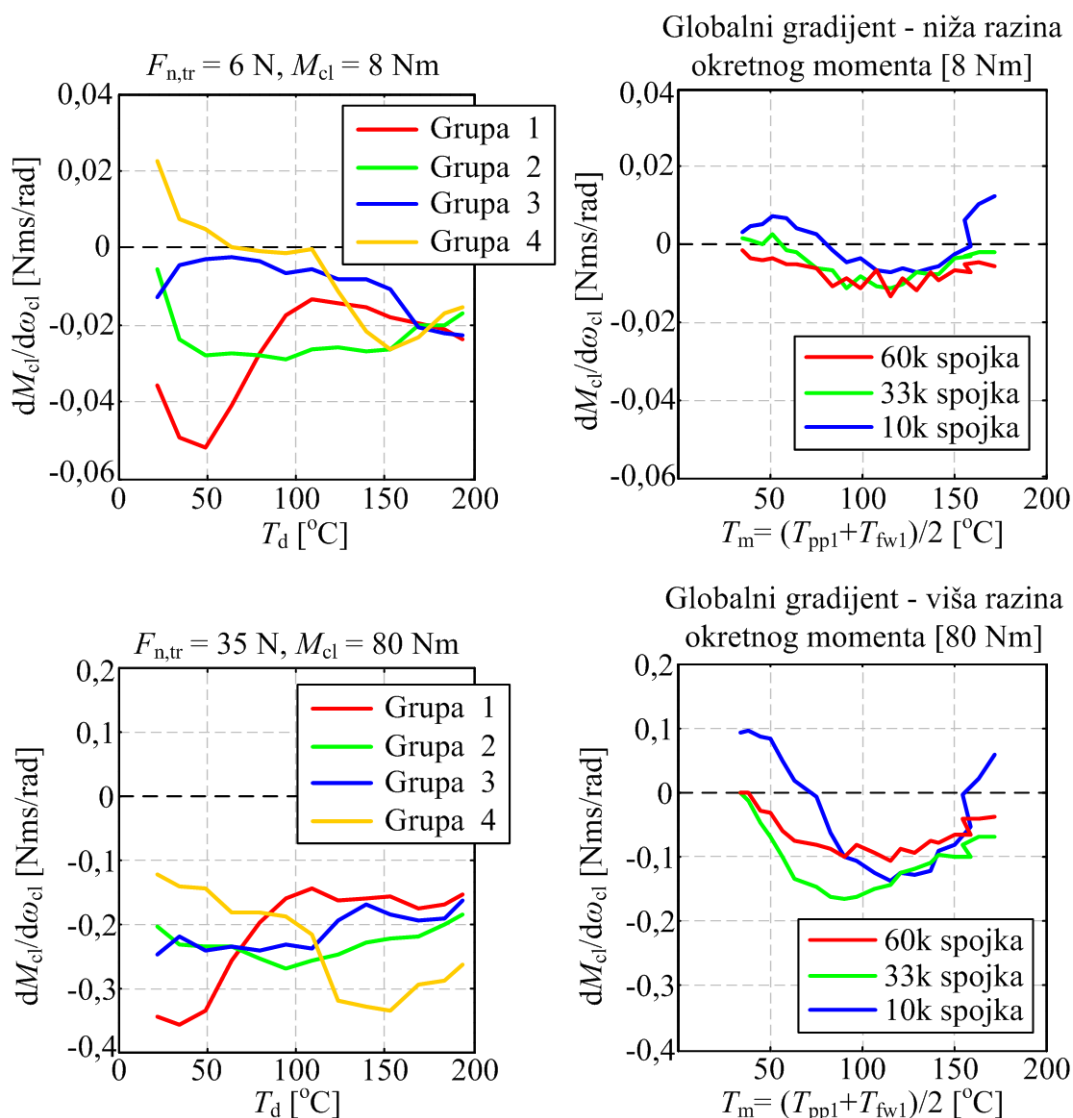 F_n,tr = 6 N, M_cl = 8 Nm
0,04
0,02
0
-0,02
-0,04
-0,06
dM_cl/dω_cl [Nms/rad]
Grupa 1
Grupa 2
Grupa 3
Grupa 4
0 50 100 150 200
T_d [°C]
Globalni gradijent - niža razina
okretnog momenta [8 Nm]
0,04
0,02
0
-0,02
-0,04
-0,06
dM_cl/dω_cl [Nms/rad]
60k spojka
33k spojka
10k spojka
50 100 150 200
T_m= (T_pp1+T_fw1)/2 [°C]
F_n,tr = 35 N, M_cl = 80 Nm
0,2
0,1
0
-0,1
-0,2
-0,3
-0,4
dM_cl/dω_cl [Nms/rad]
Grupa 1
Grupa 2
Grupa 3
Grupa 4
0 50 100 150 200
T_d [°C]
Globalni gradijent - viša razina
okretnog momenta [80 Nm]
0,2
0,1
0
-0,1
-0,2
-0,3
-0,4
dM_cl/dω_cl [Nms/rad]
60k spojka
33k spojka
10k spojka
50 100 150 200
T_m= (T_pp1+T_fw1)/2 [°C]